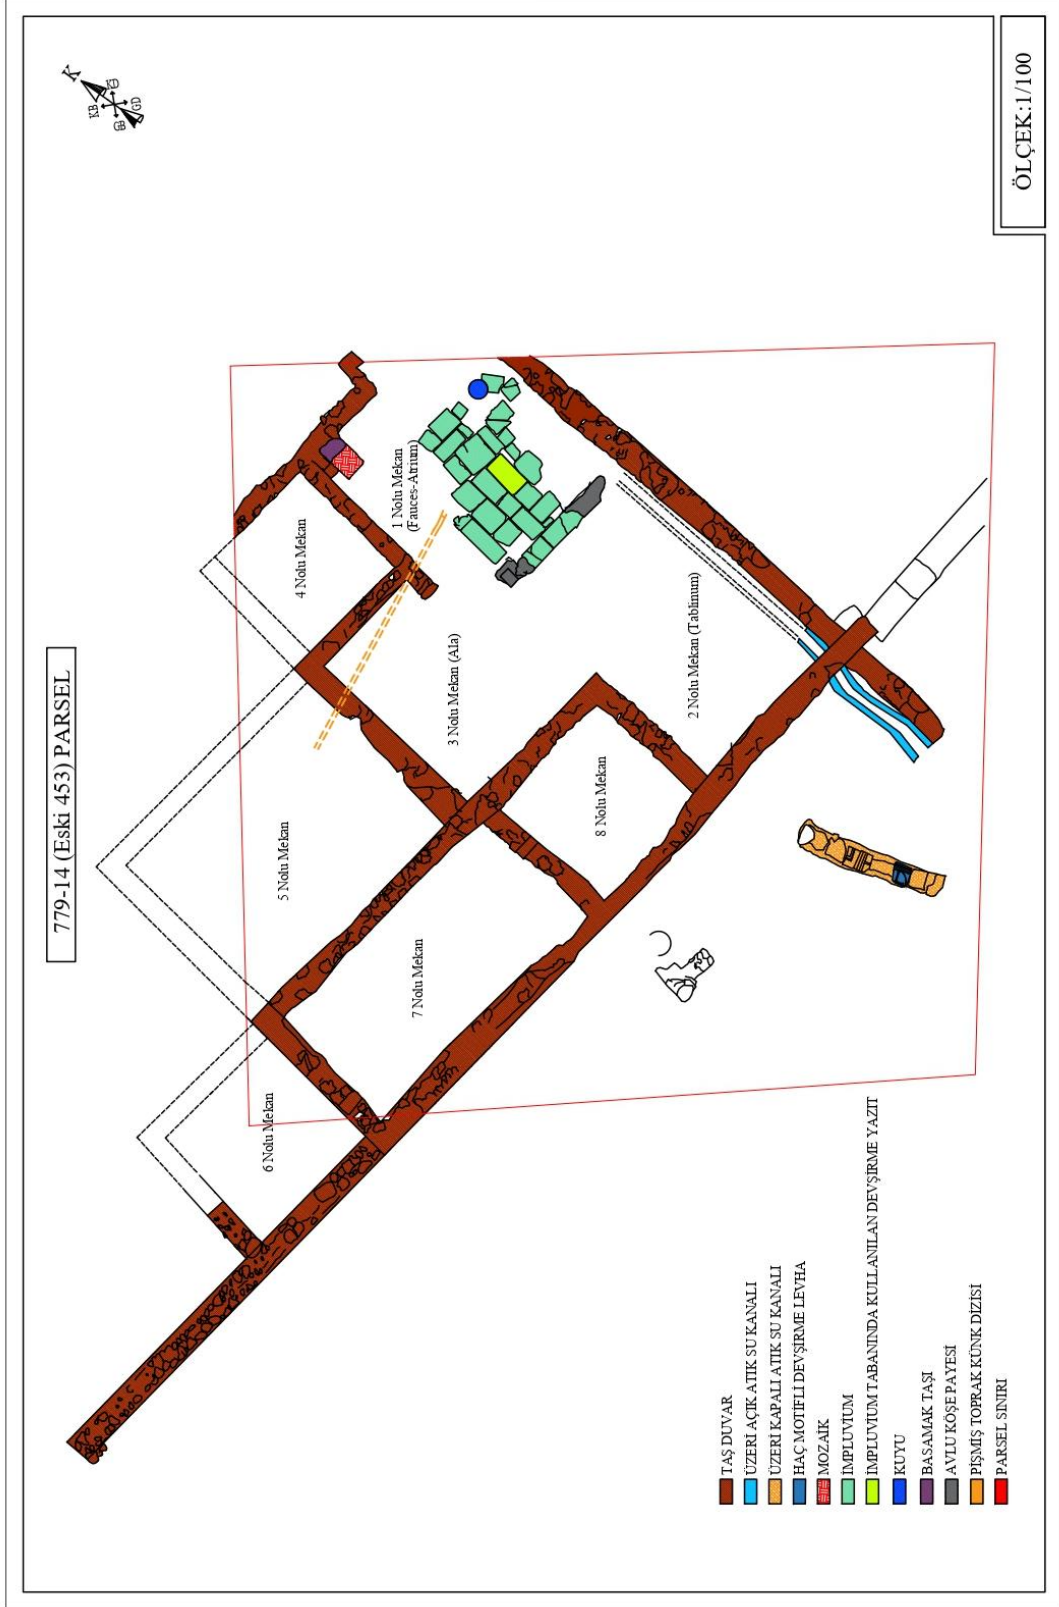 779-14 (Eski 453) PARSEL
K
KB
D
B
GD
ÖLÇEK:1/100
1 Nolu Mekan
(Fauces-Atrium)
4 Nolu Mekan
3 Nolu Mekan (Ala)
2 Nolu Mekan (Tablinum)
5 Nolu Mekan
8 Nolu Mekan
7 Nolu Mekan
6 Nolu Mekan
TAŞ DUVAR
ÜZERİ AÇIK ATIK SU KANALI
ÜZERİ KAPALI ATIK SU KANALI
HAÇ MOTİFLİ DEVŞİRME LEVHA
MOZAİK
İMPLUVİUM
İMPLUVİUM TABANINDA KULLANILAN DEVŞİRME YAZIT
KUYU
BASAMAK TAŞI
AVLU KÖŞE PAYESİ
PİŞMİŞ TOPRAK KÜNK DİZİSİ
PARSEL SINIRI